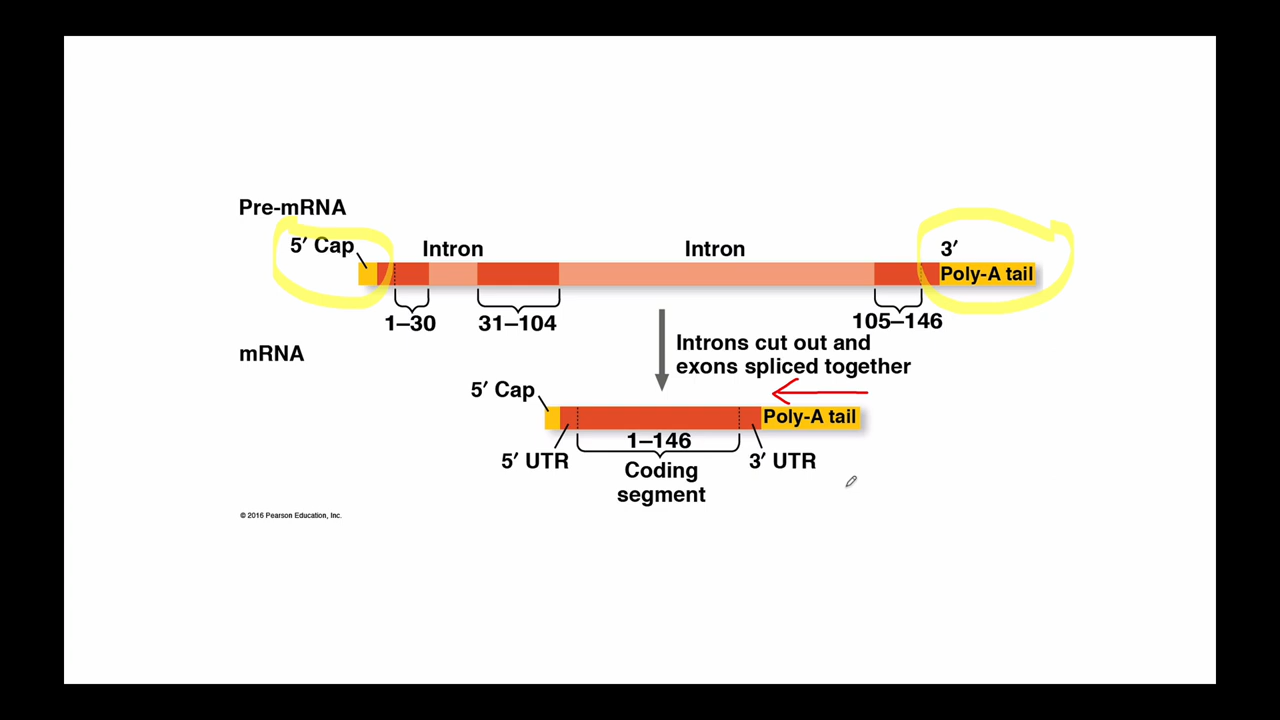 Pre-mRNA
5′ Cap
Intron
Intron
3′
Poly-A tail
1–30
31–104
105–146
mRNA
Introns cut out and
exons spliced together
5′ Cap
Poly-A tail
1–146
5′ UTR
3′ UTR
Coding
segment
© 2016 Pearson Education, Inc.